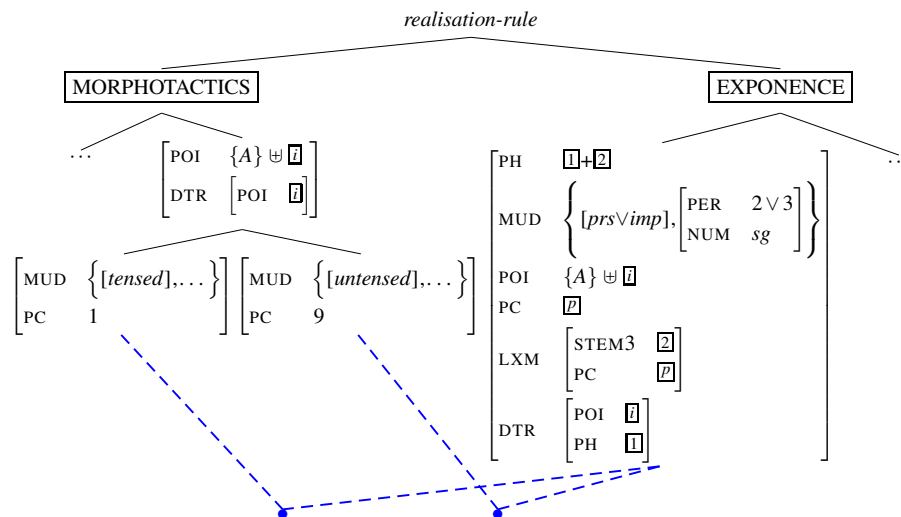 realisation-rule
MORPHOTACTICS EXPONENCE
... [POI {A} ⊎ i
DTR [POI i]]
[MUD {[tensed],...}
PC 1]
[MUD {[untensed],...}
PC 9]
[PH 1+2
MUD {[prs∨imp], [PER 2∨3
NUM sg]}
POI {A} ⊎ i
PC p
LXM [STEM3 2
PC p]
DTR [POI i
PH 1]]
..